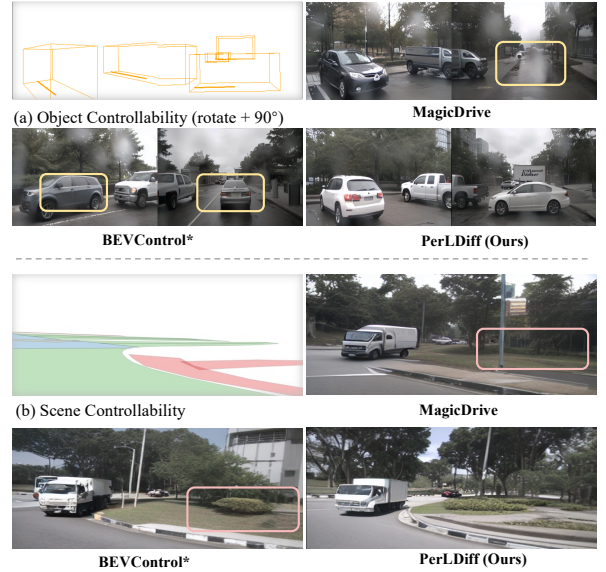 (a) Object Controllability (rotate + 90°)
MagicDrive
BEVControl*
PerLDiff (Ours)
(b) Scene Controllability
MagicDrive
BEVControl*
PerLDiff (Ours)